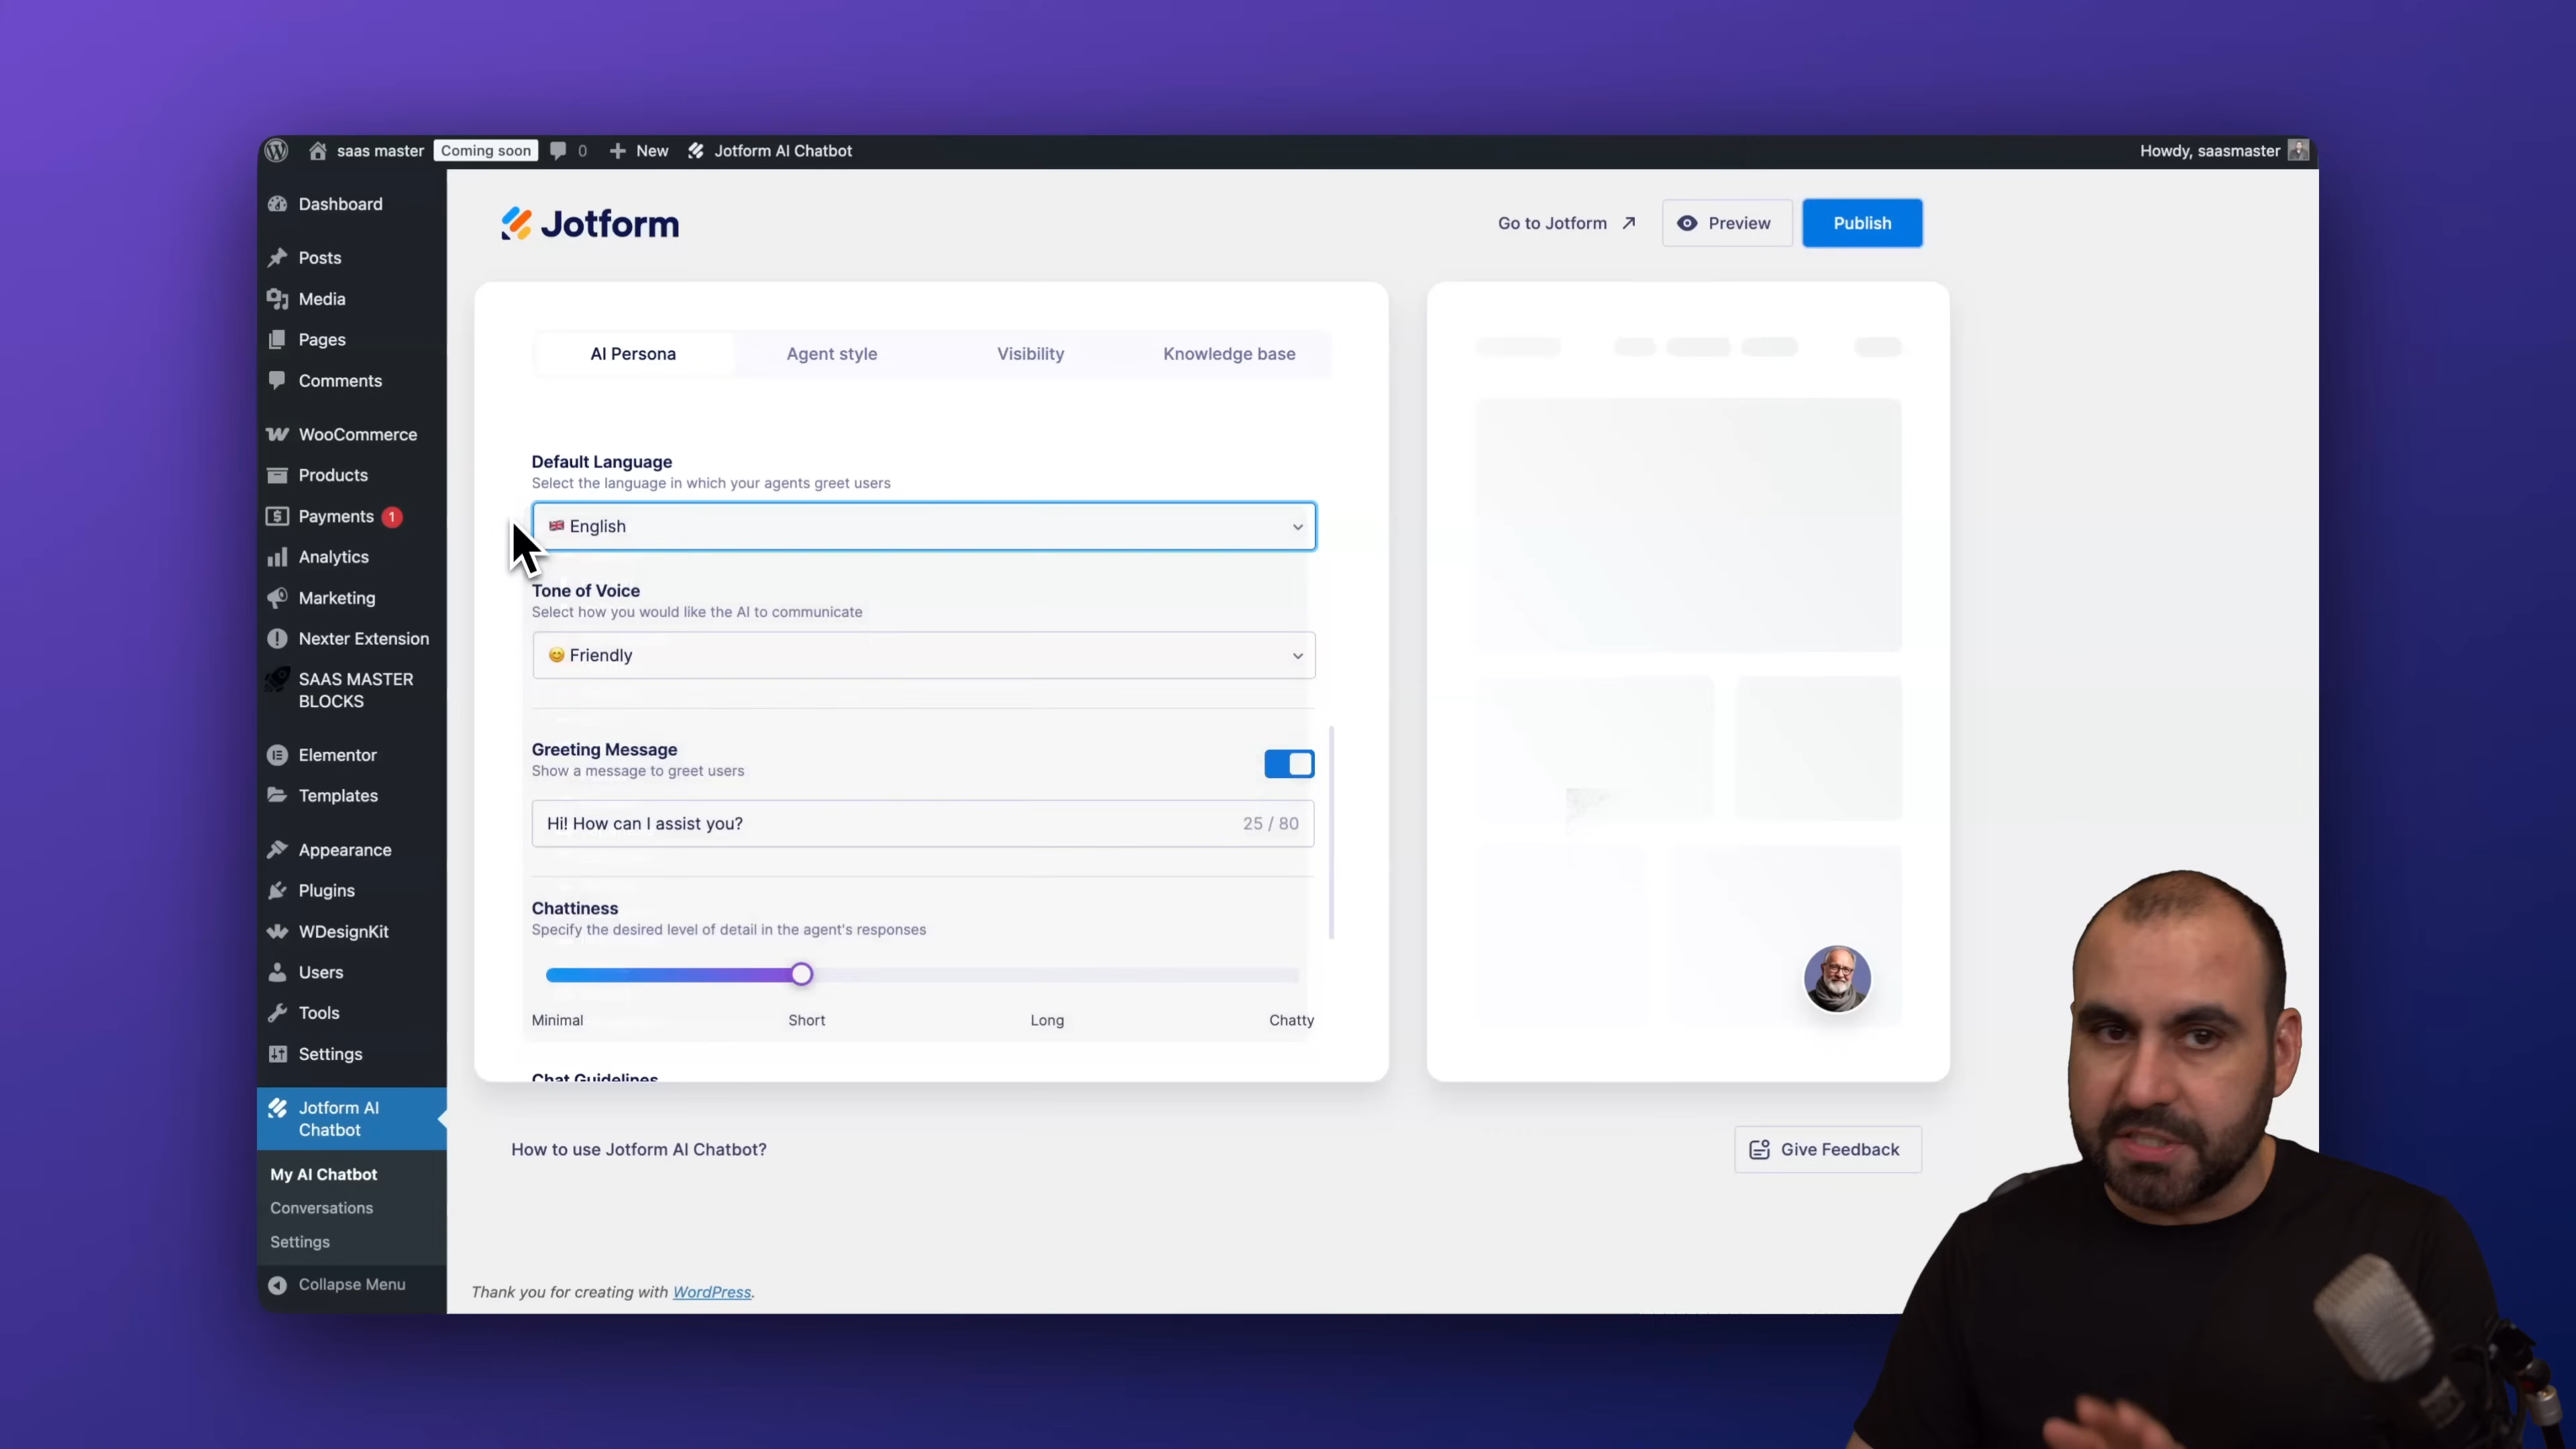 saas master
Coming soon
0
New
Jotform AI Chatbot
Howdy, saasmaster
Dashboard
Posts
Media
Pages
Comments
WooCommerce
Products
Payments 1
Analytics
Marketing
Nexter Extension
SAAS MASTER
BLOCKS
Elementor
Templates
Appearance
Plugins
WDesignKit
Users
Tools
Settings
Jotform AI
Chatbot
My AI Chatbot
Conversations
Settings
Collapse Menu
Jotform
Go to Jotform
Preview
Publish
AI Persona
Agent style
Visibility
Knowledge base
Default Language
Select the language in which your agents greet users
English
Tone of Voice
Select how you would like the AI to communicate
Friendly
Greeting Message
Show a message to greet users
Hi! How can I assist you?
25 / 80
Chattiness
Specify the desired level of detail in the agent's responses
Minimal
Short
Long
Chatty
Chat Guidelines
How to use Jotform AI Chatbot?
Give Feedback
Thank you for creating with WordPress.